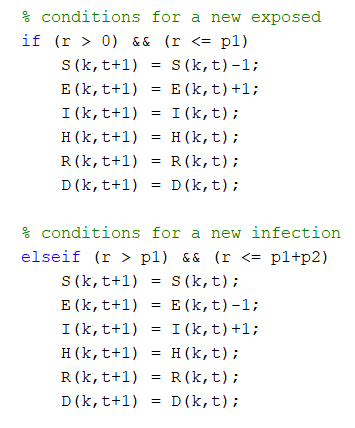 % conditions for a new exposed
if (r > 0) && (r <= p1)
S(k,t+1) = S(k,t)-1;
E(k,t+1) = E(k,t)+1;
I(k,t+1) = I(k,t);
H(k,t+1) = H(k,t);
R(k,t+1) = R(k,t);
D(k,t+1) = D(k,t);
% conditions for a new infection
elseif (r > p1) && (r <= p1+p2)
S(k,t+1) = S(k,t);
E(k,t+1) = E(k,t)-1;
I(k,t+1) = I(k,t)+1;
H(k,t+1) = H(k,t);
R(k,t+1) = R(k,t);
D(k,t+1) = D(k,t);